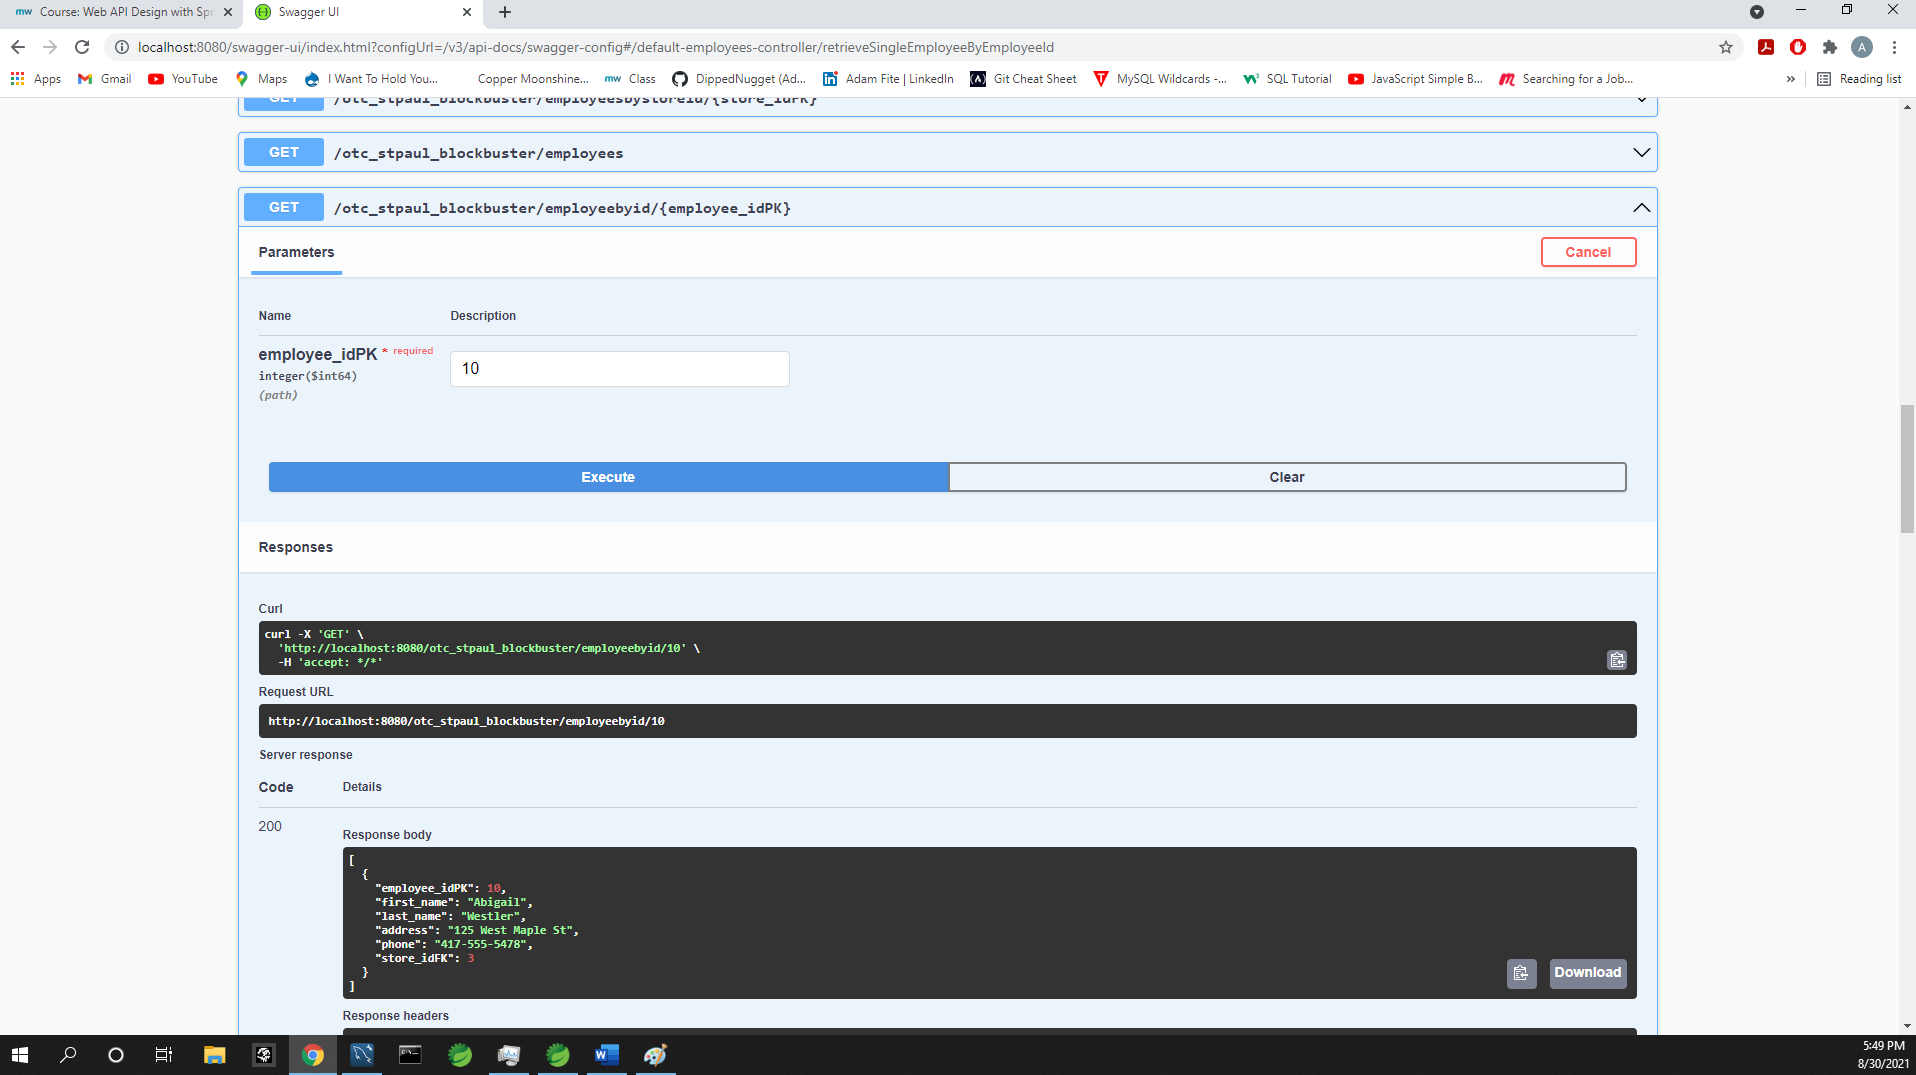 mw Course: Web API Design with Spr
Swagger UI
localhost:8080/swagger-ui/index.html?configUrl=/v3/api-docs/swagger-config#/default-employees-controller/retrieveSingleEmployeeByEmployeeId
A
Apps Gmail YouTube Maps I Want To Hold You... Copper Moonshine... mw Class DippedNugget (Ad... Adam Fite | LinkedIn Git Cheat Sheet MySQL Wildcards -... SQL Tutorial JavaScript Simple B... Searching for a Job... » Reading list
GET /otc_stpaul_blockbuster/employeesbystoreid/{store_idFK}
GET /otc_stpaul_blockbuster/employees
GET /otc_stpaul_blockbuster/employeebyid/{employee_idPK}
Parameters
Cancel
Name Description
employee_idPK * required
integer($int64)
(path)
10
Execute Clear
Responses
Curl
curl -X 'GET' \
'http://localhost:8080/otc_stpaul_blockbuster/employeebyid/10' \
-H 'accept: */*'
Request URL
http://localhost:8080/otc_stpaul_blockbuster/employeebyid/10
Server response
Code Details
200
Response body
[
{
"employee_idPK": 10,
"first_name": "Abigail",
"last_name": "Westler",
"address": "125 West Maple St",
"phone": "417-555-5478",
"store_idFK": 3
}
]
Download
Response headers
5:49 PM
8/30/2021